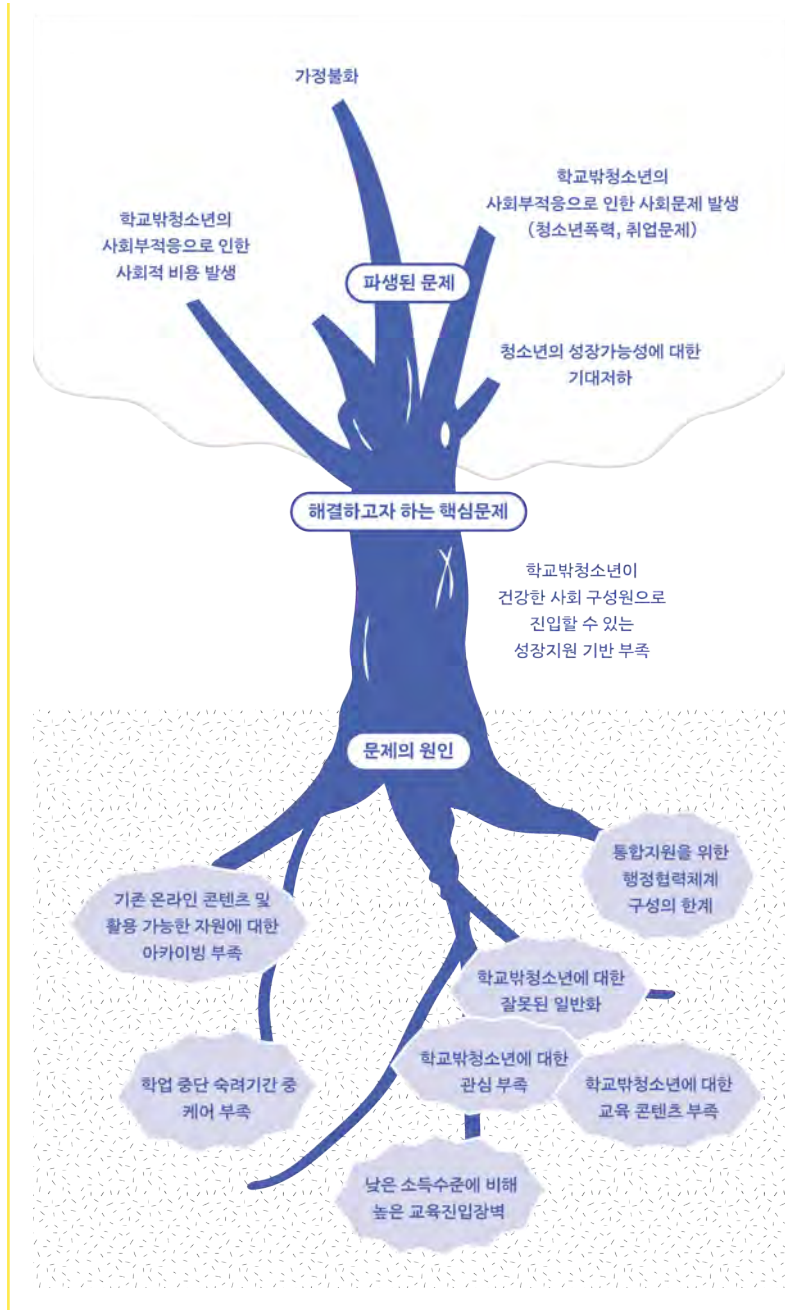 가정불화
학교밖청소년의
사회부적응으로 인한 사회문제 발생
(청소년폭력, 취업문제)
학교밖청소년의
사회부적응으로 인한
사회적 비용 발생
파생된 문제
청소년의 성장가능성에 대한
기대저하
해결하고자 하는 핵심문제
학교밖청소년이
건강한 사회 구성원으로
진입할 수 있는
성장지원 기반 부족
문제의 원인
통합지원을 위한
행정협력체계
구성의 한계
기존 온라인 콘텐츠 및
활용 가능한 자원에 대한
아카이빙 부족
학교밖청소년에 대한
잘못된 일반화
학교밖청소년에 대한
관심 부족
학업 중단 숙려기간 중
케어 부족
학교밖청소년에 대한
교육 콘텐츠 부족
낮은 소득수준에 비해
높은 교육진입장벽